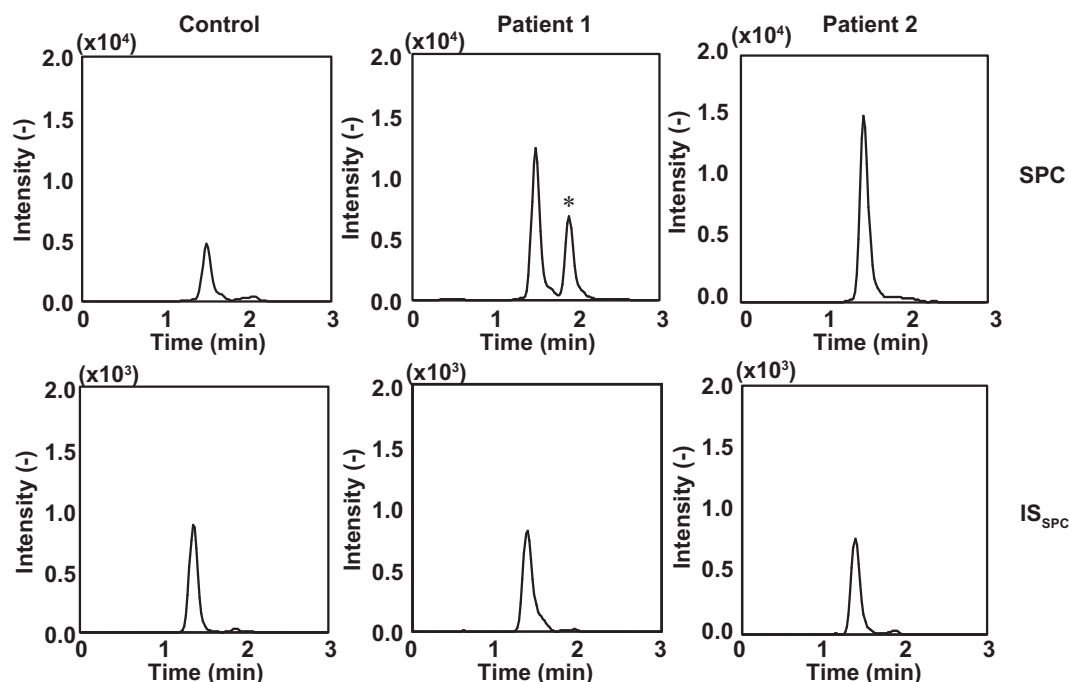 Control
Patient 1
Patient 2
(x10⁴)
(x10⁴)
(x10⁴)
2.0
1.5
1.0
0.5
0.0
Intensity (-)
0 1 2 3
Time (min)
2.0
1.5
1.0
0.5
0.0
Intensity (-)
*
0 1 2 3
Time (min)
2.0
1.5
1.0
0.5
0.0
Intensity (-)
0 1 2 3
Time (min)
SPC
(x10³)
(x10³)
(x10³)
2.0
1.5
1.0
0.5
0.0
Intensity (-)
0 1 2 3
Time (min)
2.0
1.5
1.0
0.5
0.0
Intensity (-)
0 1 2 3
Time (min)
2.0
1.5
1.0
0.5
0.0
Intensity (-)
0 1 2 3
Time (min)
IS_SPC